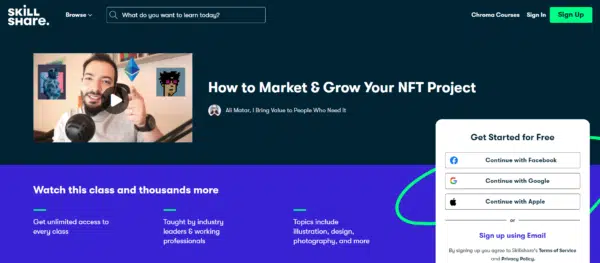 SKiLL
SHare.
Browse
What do you want to learn today?
Chroma Courses
Sign In
Sign Up
How to Market & Grow Your NFT Project
Ali Matar, I Bring Value to People Who Need It
Get Started for Free
Continue with Facebook
Continue with Google
Continue with Apple
or
Sign up using Email
By signing up you agree to Skillshare's Terms of Service
and Privacy Policy.
Watch this class and thousands more
Get unlimited access to
every class
Taught by industry
leaders & working
professionals
Topics include
illustration, design,
photography, and more